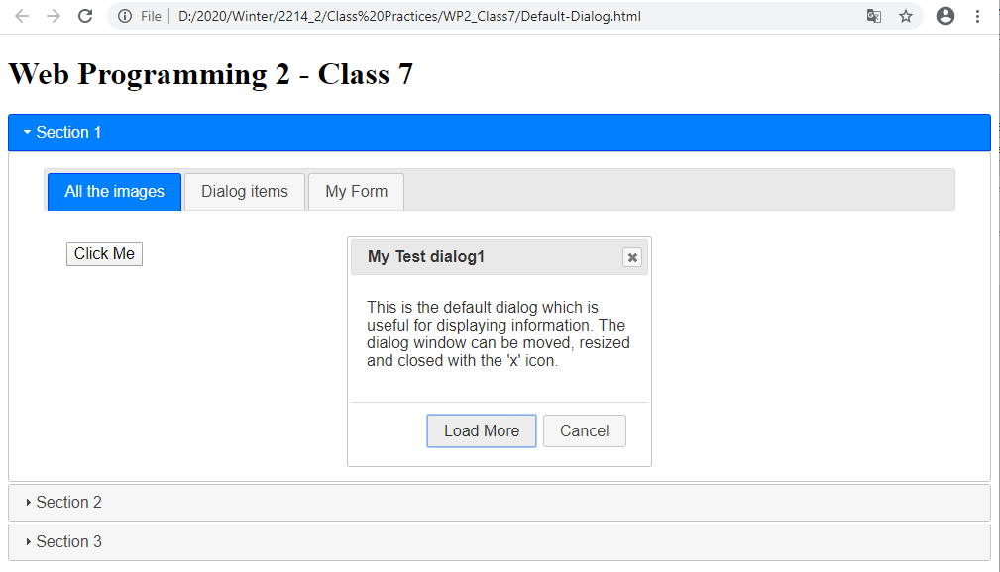 File D:/2020/Winter/2214_2/Class%20Practices/WP2_Class7/Default-Dialog.html
Web Programming 2 - Class 7
Section 1
All the images Dialog items My Form
Click Me
My Test dialog1
This is the default dialog which is
useful for displaying information. The
dialog window can be moved, resized
and closed with the 'x' icon.
Load More Cancel
Section 2
Section 3